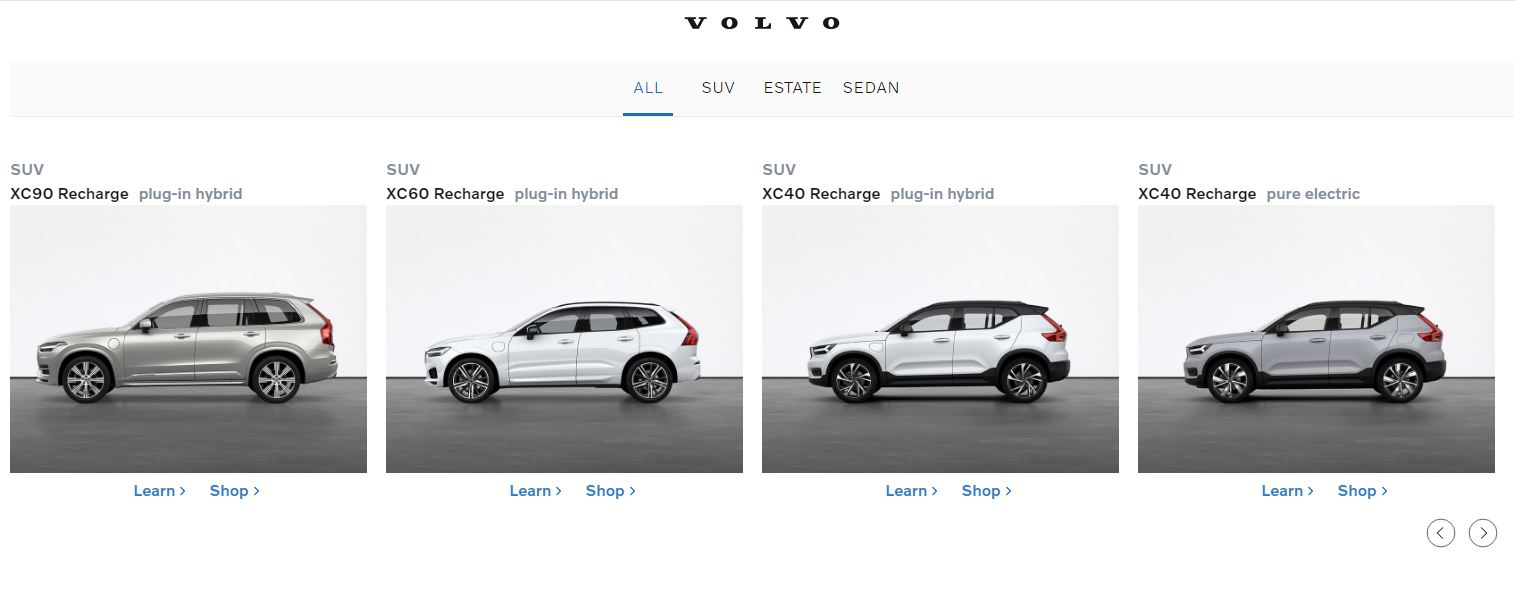 VOLVO
ALL SUV ESTATE SEDAN
SUV
XC90 Recharge plug-in hybrid
Learn Shop
SUV
XC60 Recharge plug-in hybrid
Learn Shop
SUV
XC40 Recharge plug-in hybrid
Learn Shop
SUV
XC40 Recharge pure electric
Learn Shop